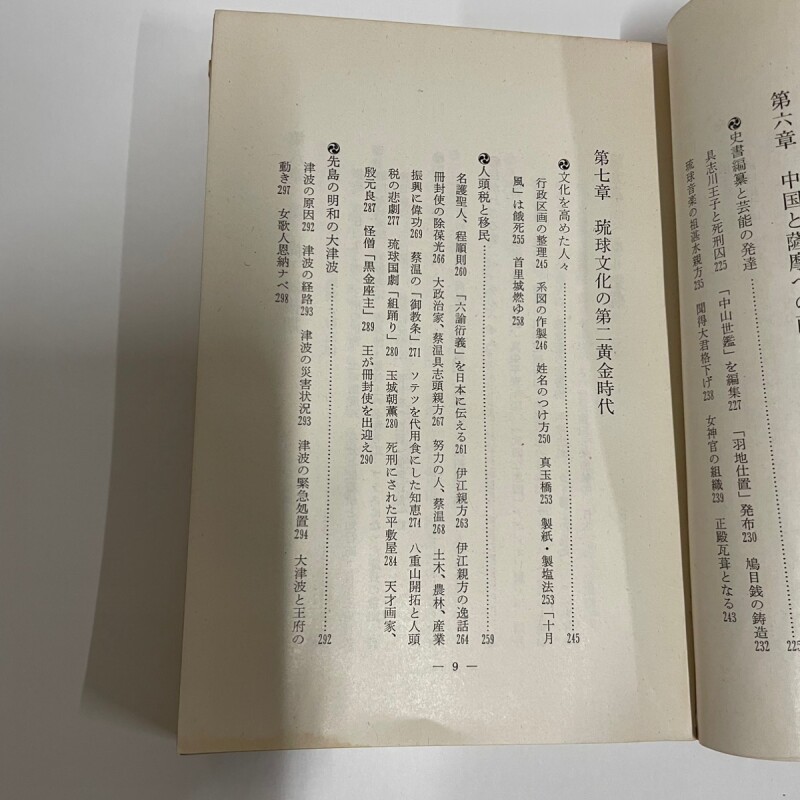 第六章 中国と薩摩への
史書編纂と芸能の発達………225
具志川王子と死刑囚225 「中山世鑑」を編集227 「羽地仕置」発布230 鳩目銭の鋳造232
琉球音楽の祖甚水親方235 聞得大君格下げ238 女神官の組織239 正殿瓦葺となる243
第七章 琉球文化の第二黄金時代
文化を高めた人々………245
行政区画の整理245 系図の作製246 姓名のつけ方250 真玉橋253 製紙・製塩法253 「十月
風」は餓死255 首里城燃ゆ258
人頭税と移民………259
名護聖人、程順則260 「六諭衍義」を日本に伝える261 伊江親方263 伊江親方の逸話264
冊封使の除葆光266 大政治家、蔡温具志頭親方267 努力の人、蔡温268 土木、農林、産業
振興に偉功269 蔡温の「御教条」271 ソテツを代用食にした知恵274 八重山開拓と人頭
税の悲劇277 琉球国劇「組踊り」280 玉城朝薫280 死刑にされた平敷屋284 天才画家、
殷元良287 怪僧「黒金座主」289 王が冊封使を出迎え290
先島の明和の大津波………292
津波の原因292 津波の経路293 津波の災害状況293 津波の緊急処置294 大津波と王府の
動き297 女歌人恩納ナベ298
― 9 ―